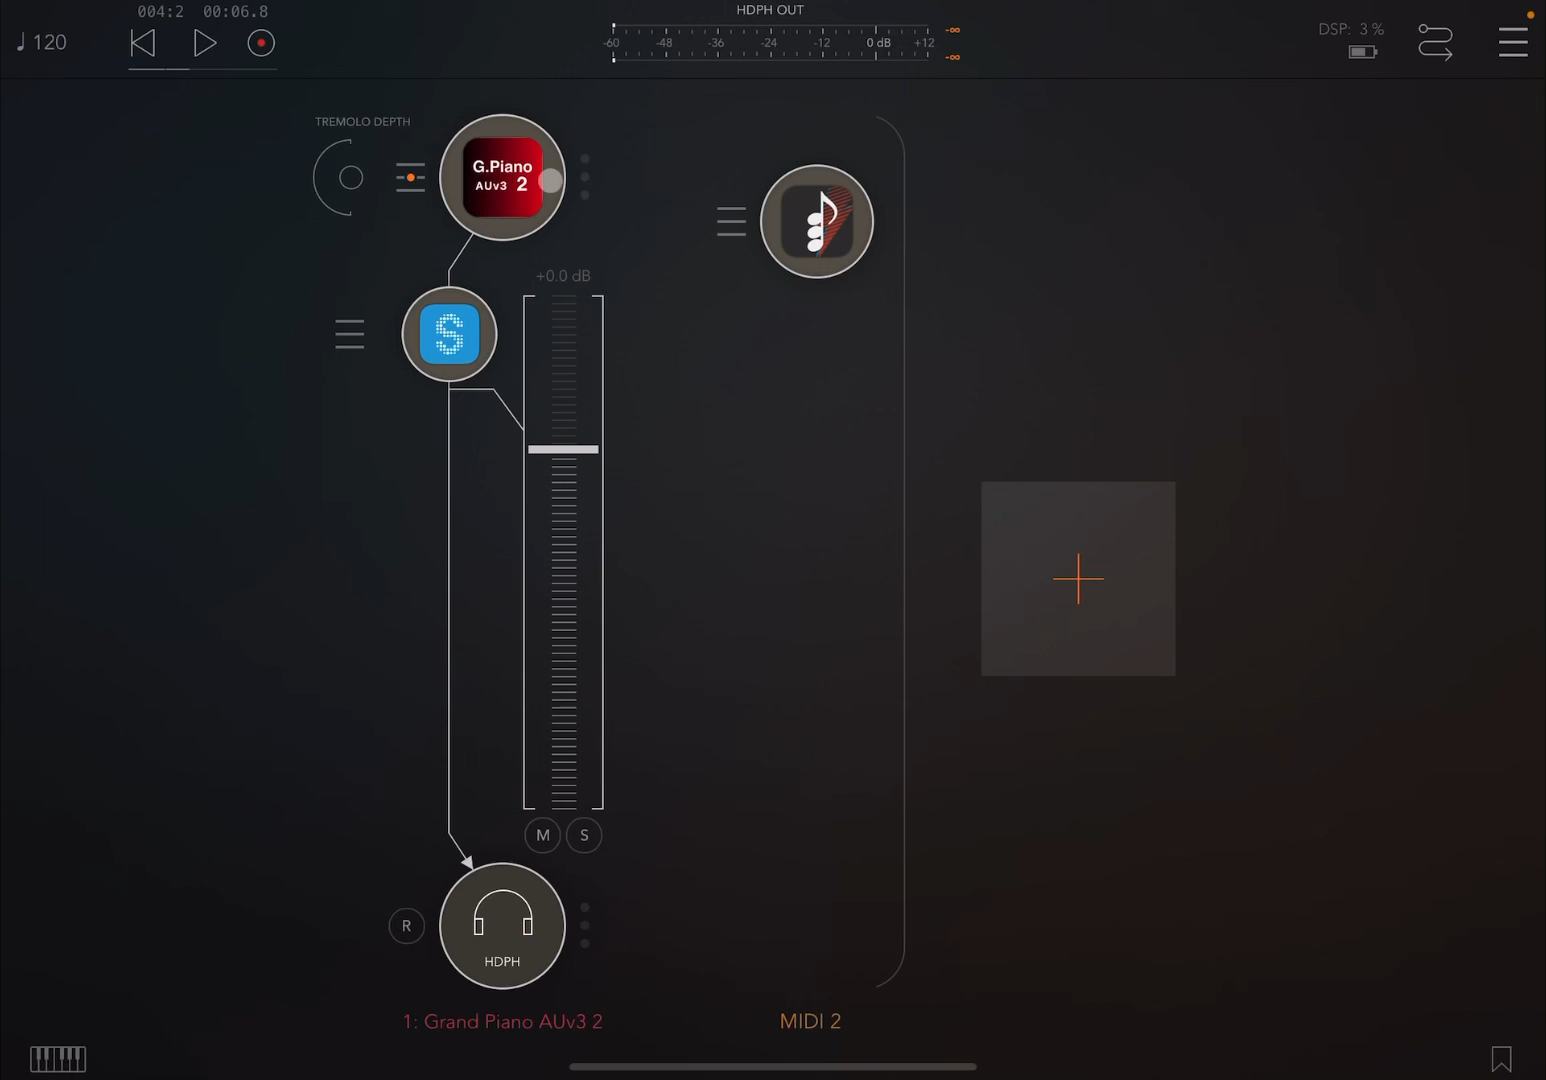 004:2 00:06.8
HDPH OUT
♩ 120
-60 -48 -36 -24 -12 0 dB +12
-∞
-∞
DSP: 3 %
TREMOLO DEPTH
G.Piano
AUv3 2
+0.0 dB
S
M S
R
HDPH
1: Grand Piano AUv3 2
MIDI 2